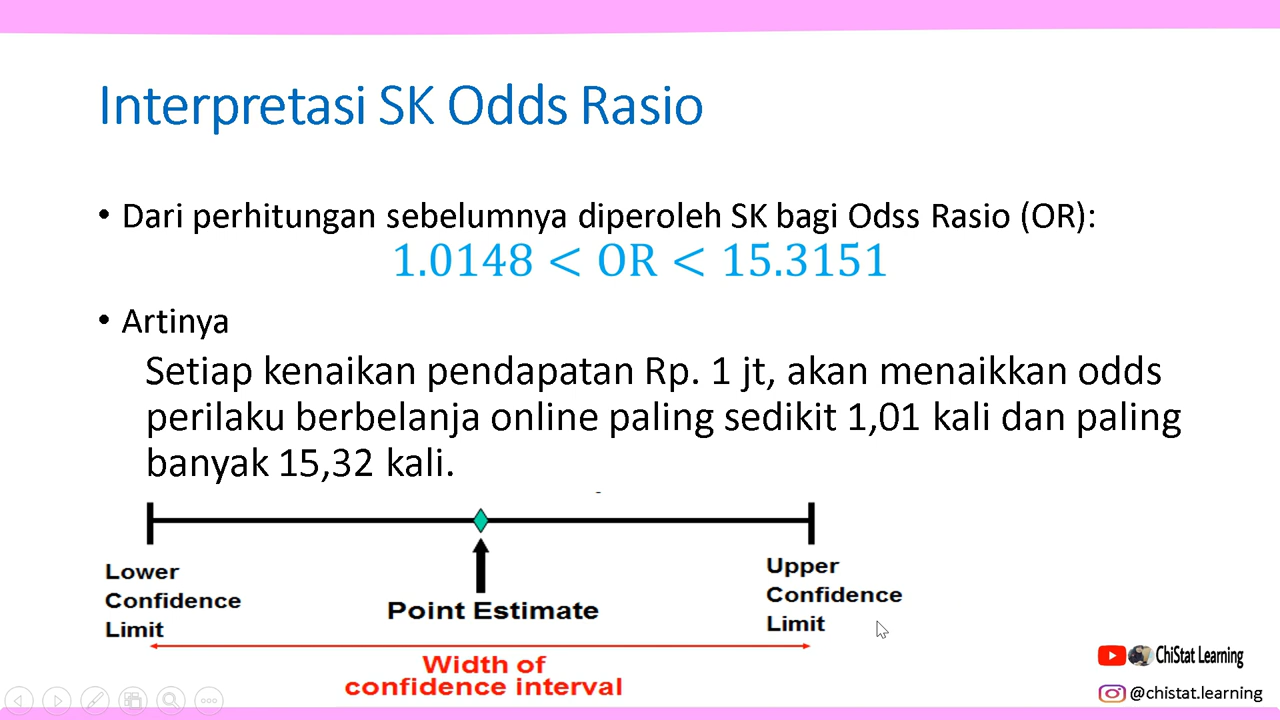 Interpretasi SK Odds Rasio
• Dari perhitungan sebelumnya diperoleh SK bagi Odss Rasio (OR):
1.0148 < OR < 15.3151
• Artinya
Setiap kenaikan pendapatan Rp. 1 jt, akan menaikkan odds
perilaku berbelanja online paling sedikit 1,01 kali dan paling
banyak 15,32 kali.
Lower
Confidence
Limit
Point Estimate
Upper
Confidence
Limit
Width of
confidence interval
ChiStat Learning
@chistat.learning